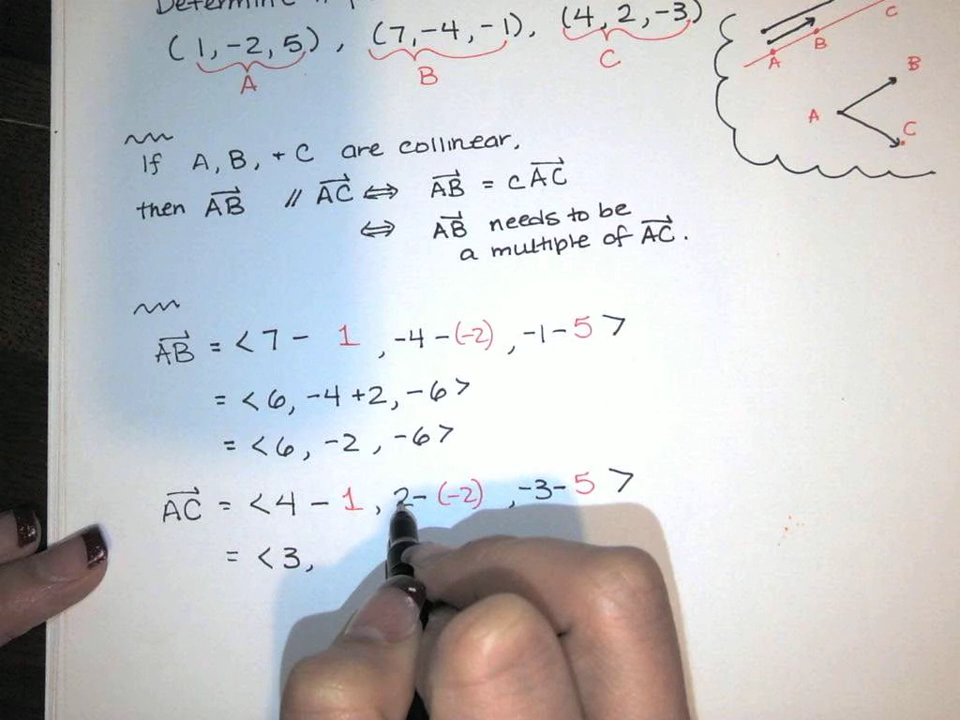 Determine if
(1, -2, 5), (7, -4, -1), (4, 2, -3)
A B C
C
B
A
B
A
C
If A, B, + C are collinear,
then AB // AC ⇔ AB = cAC
⇔ AB needs to be
a multiple of AC.
AB = <7 - 1, -4 - (-2), -1 - 5>
= <6, -4 + 2, -6>
= <6, -2, -6>
AC = <4 - 1, 2 - (-2), -3 - 5>
= <3,